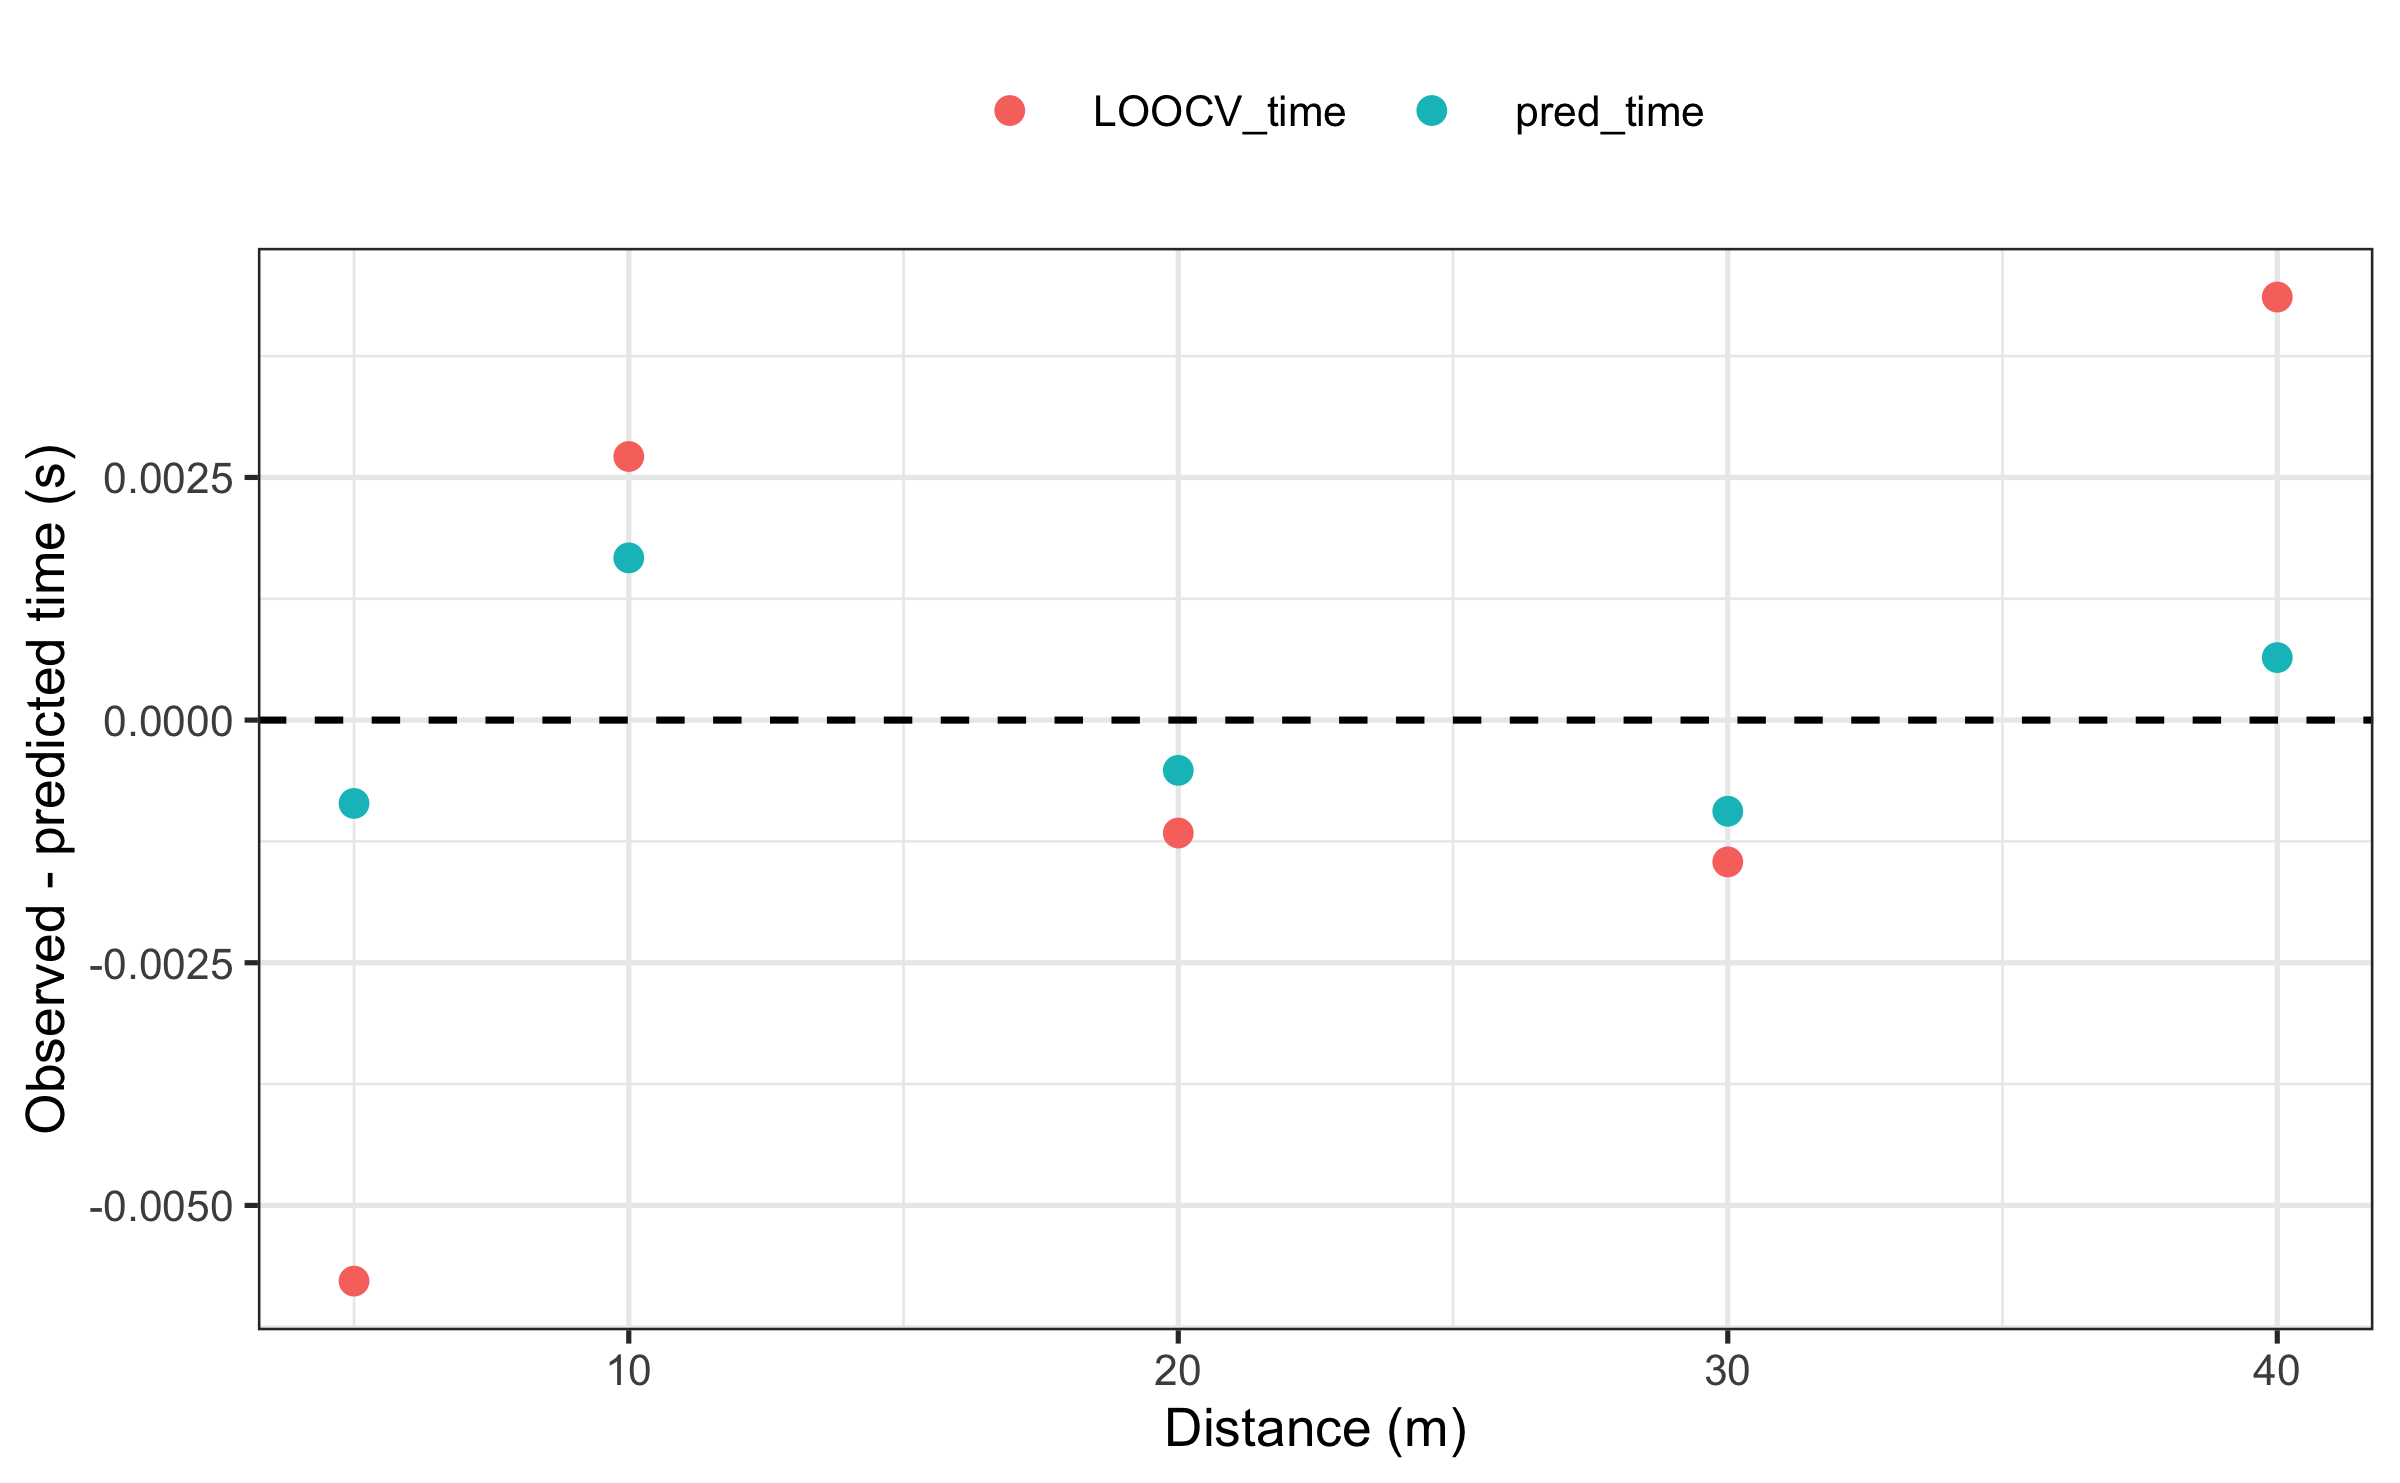 LOOCV_time pred_time
Observed - predicted time (s)
0.0025
0.0000
-0.0025
-0.0050
10 20 30 40
Distance (m)